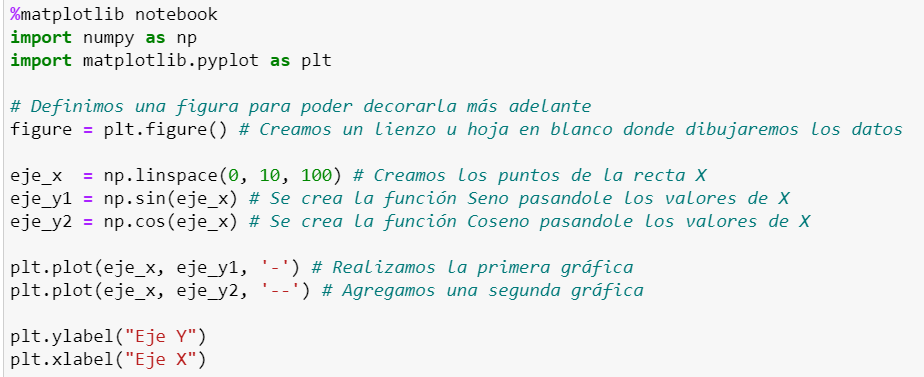 %matplotlib notebook
import numpy as np
import matplotlib.pyplot as plt
# Definimos una figura para poder decorarla más adelante
figure = plt.figure() # Creamos un lienzo u hoja en blanco donde dibujaremos los datos
eje_x  = np.linspace(0, 10, 100) # Creamos los puntos de la recta X
eje_y1 = np.sin(eje_x) # Se crea la función Seno pasandole los valores de X
eje_y2 = np.cos(eje_x) # Se crea la función Coseno pasandole los valores de X
plt.plot(eje_x, eje_y1, '-') # Realizamos la primera gráfica
plt.plot(eje_x, eje_y2, '--') # Agregamos una segunda gráfica
plt.ylabel("Eje Y")
plt.xlabel("Eje X")